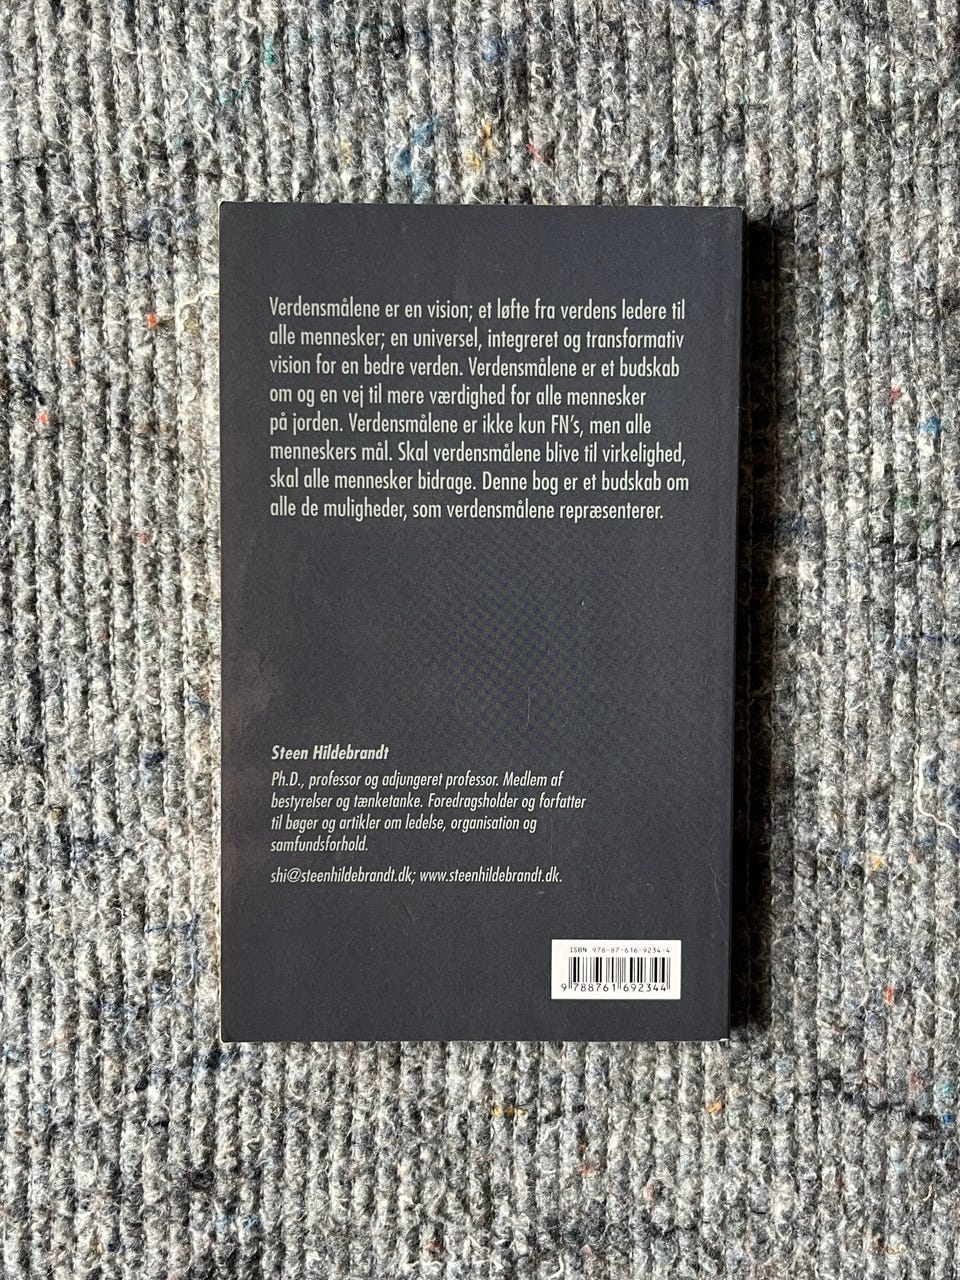 Verdensmålene er en vision; et løfte fra verdens ledere til
alle mennesker; en universel, integreret og transformativ
vision for en bedre verden. Verdensmålene er et budskab
om og en vej til mere værdighed for alle mennesker
på jorden. Verdensmålene er ikke kun FN's, men alle
menneskers mål. Skal verdensmålene blive til virkelighed,
skal alle mennesker bidrage. Denne bog er et budskab om
alle de muligheder, som verdensmålene repræsenterer.
Steen Hildebrandt
Ph.D., professor og adjungeret professor. Medlem af
bestyrelser og tænketanke. Foredragsholder og forfatter
til bøger og artikler om ledelse, organisation og
samfundsforhold.
shi@steenhildebrandt.dk; www.steenhildebrandt.dk.
ISBN 978-87-616-9234-4
9 788761 692344